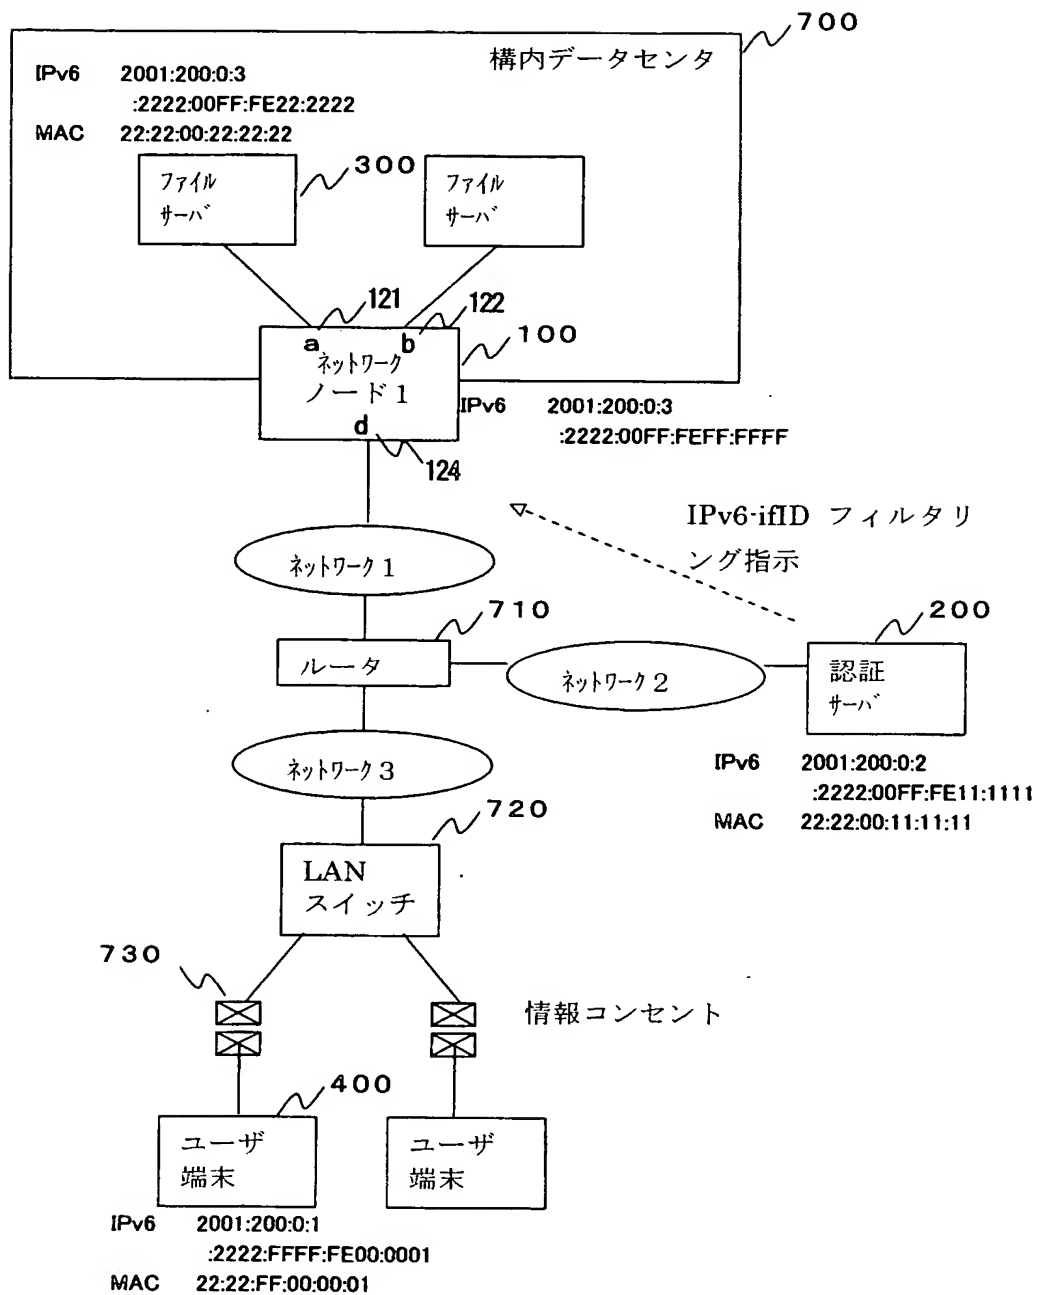 700
構内データセンタ
IPv6 2001:200:0:3
:2222:00FF:FE22:2222
MAC 22:22:00:22:22:22
300
ファイル
サーバ
ファイル
サーバ
121
122
a
b
100
ネットワーク
ノード1
d
124
IPv6 2001:200:0:3
:2222:00FF:FEFF:FFFF
IPv6-ifID フィルタリ
ング指示
ネットワーク1
710
200
ルータ
ネットワーク2
認証
サーバ
ネットワーク3
IPv6 2001:200:0:2
:2222:00FF:FE11:1111
MAC 22:22:00:11:11:11
720
LAN
スイッチ
730
情報コンセント
400
ユーザ
端末
ユーザ
端末
IPv6 2001:200:0:1
:2222:FFFF:FE00:0001
MAC 22:22:FF:00:00:01